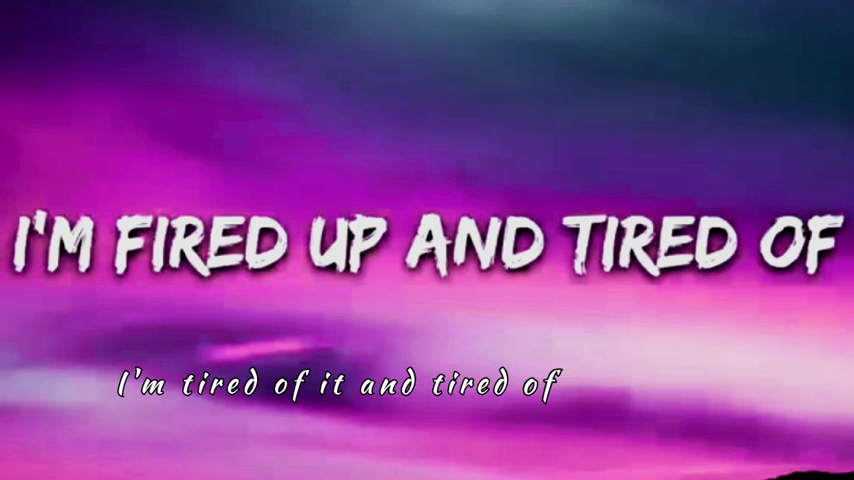 I'M FIRED UP AND TIRED OF
I'm tired of it and tired of